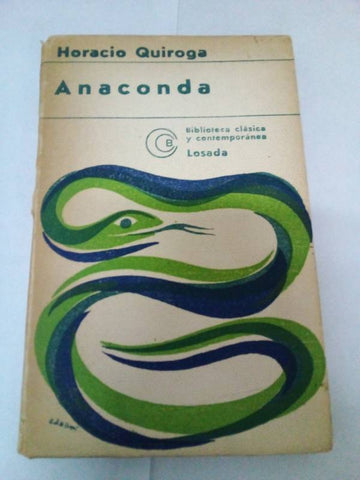 Horacio Quiroga
Anaconda
CB
Biblioteca clásica
y contemporánea
Losada